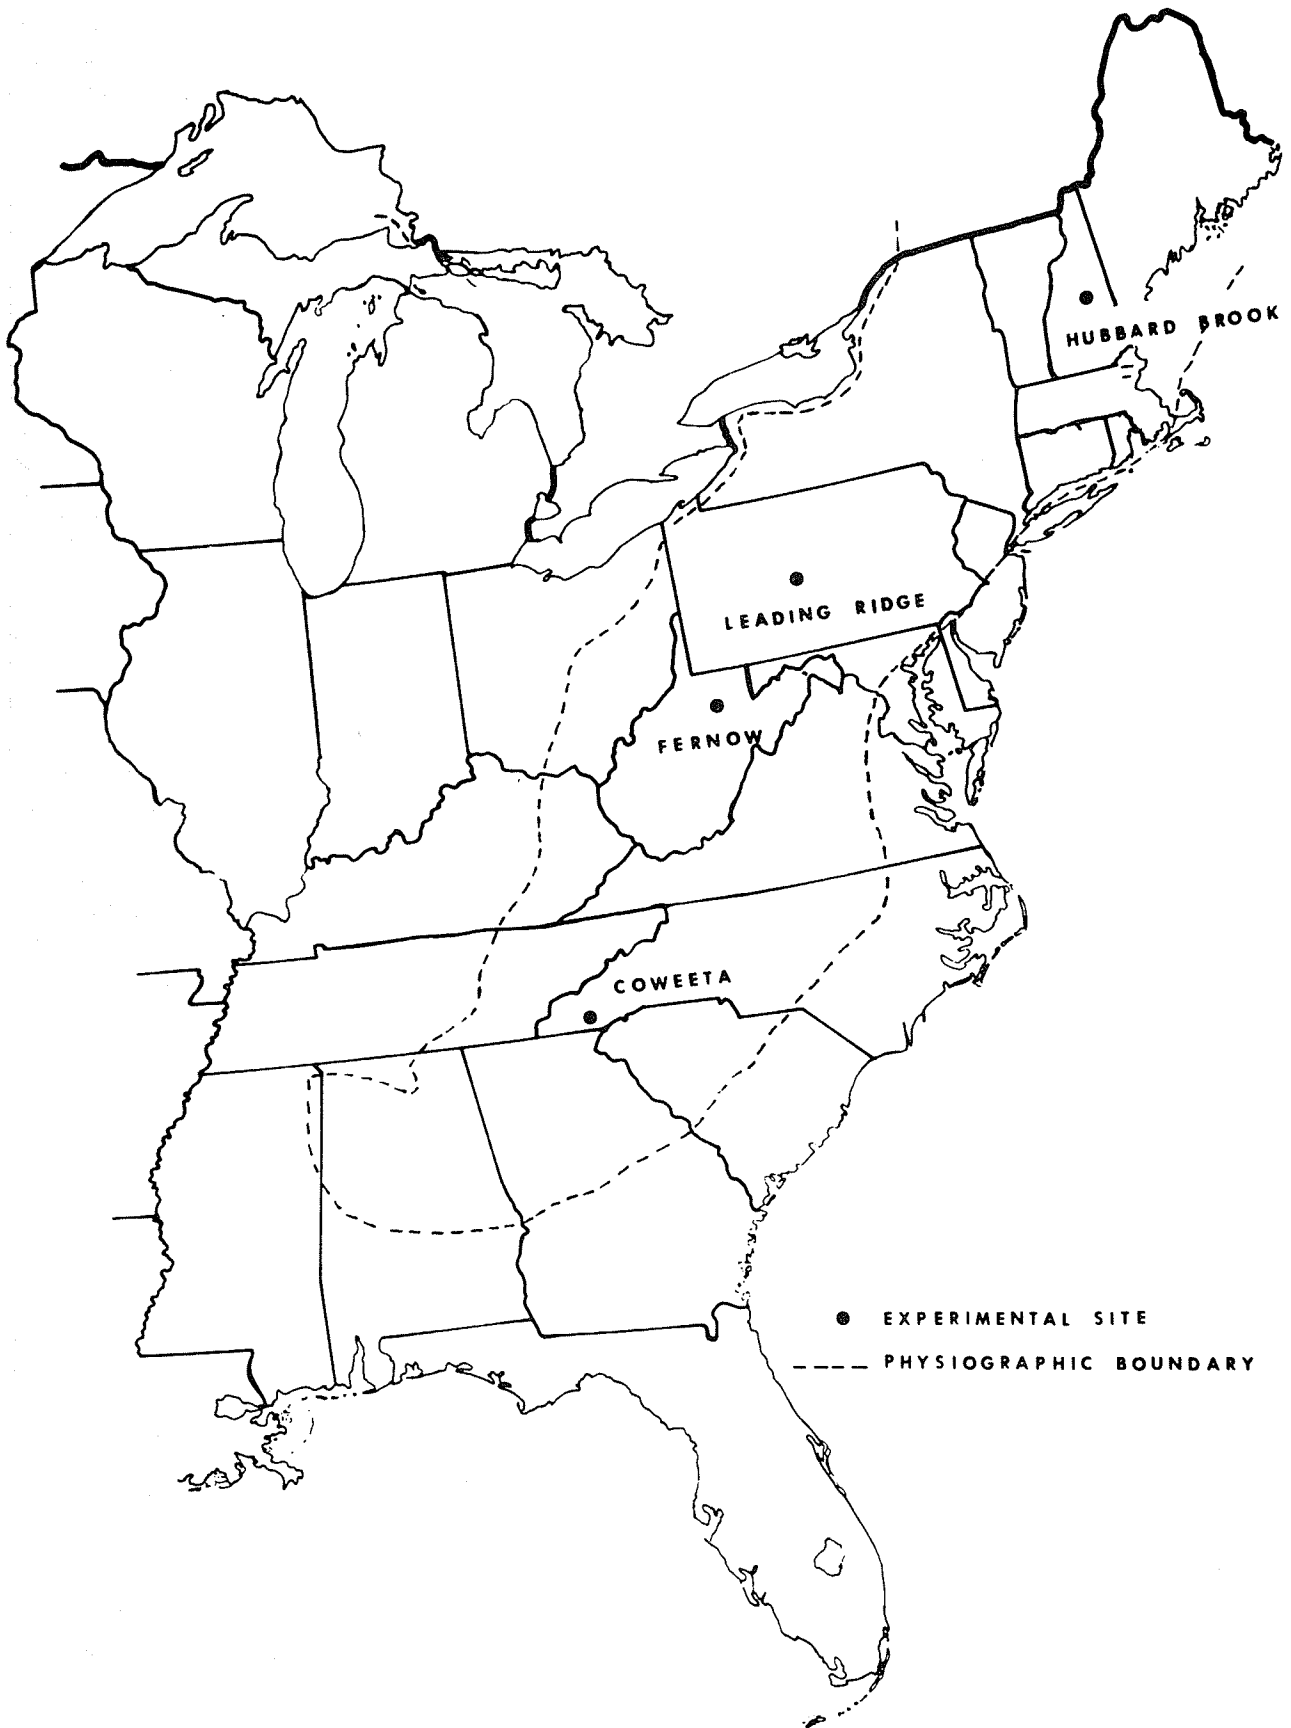 HUBBARD BROOK
LEADING RIDGE
FERNOW
COWEETA
EXPERIMENTAL SITE
PHYSIOGRAPHIC BOUNDARY